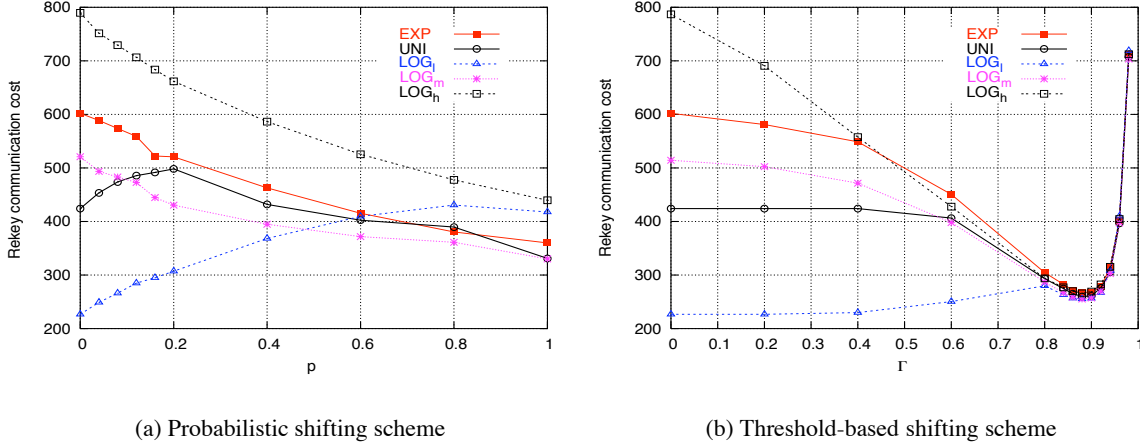 800
700
600
500
400
300
200
Rekey communication cost
EXP
UNI
LOG_l
LOG_m
LOG_h
0 0.2 0.4 0.6 0.8 1
p
(a) Probabilistic shifting scheme
800
700
600
500
400
300
200
Rekey communication cost
EXP
UNI
LOG_l
LOG_m
LOG_h
0 0.1 0.2 0.3 0.4 0.5 0.6 0.7 0.8 0.9 1
Γ
(b) Threshold-based shifting scheme